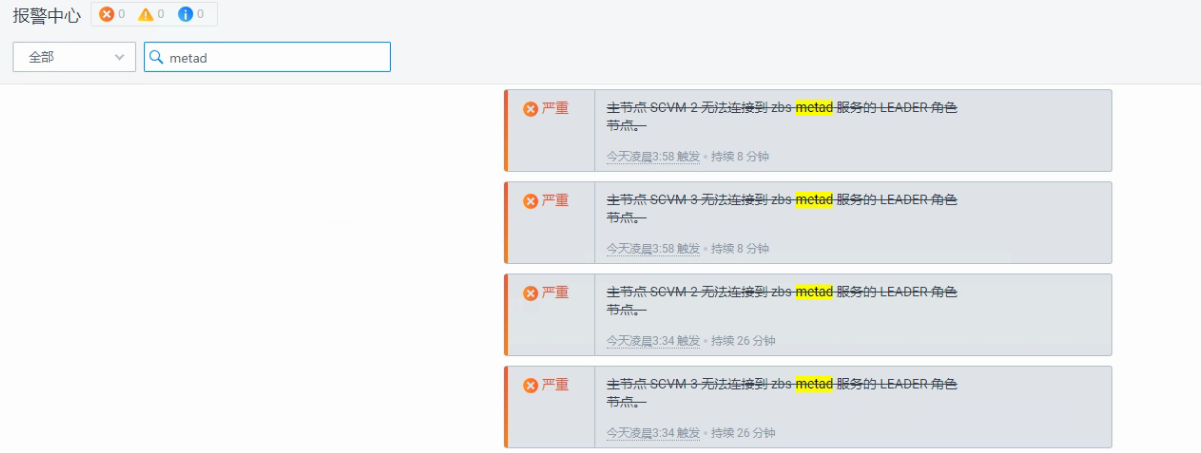 报警中心 0 0 0
全部 metad
严重 主节点 SCVM-2 无法连接到 zbs metad 服务的 LEADER 角色
节点。
今天凌晨3:58 触发 • 持续 8 分钟
严重 主节点 SCVM-3 无法连接到 zbs metad 服务的 LEADER 角色
节点。
今天凌晨3:58 触发 • 持续 8 分钟
严重 主节点 SCVM-2 无法连接到 zbs metad 服务的 LEADER 角色
节点。
今天凌晨3:34 触发 • 持续 26 分钟
严重 主节点 SCVM-3 无法连接到 zbs metad 服务的 LEADER 角色
节点。
今天凌晨3:34 触发 • 持续 26 分钟